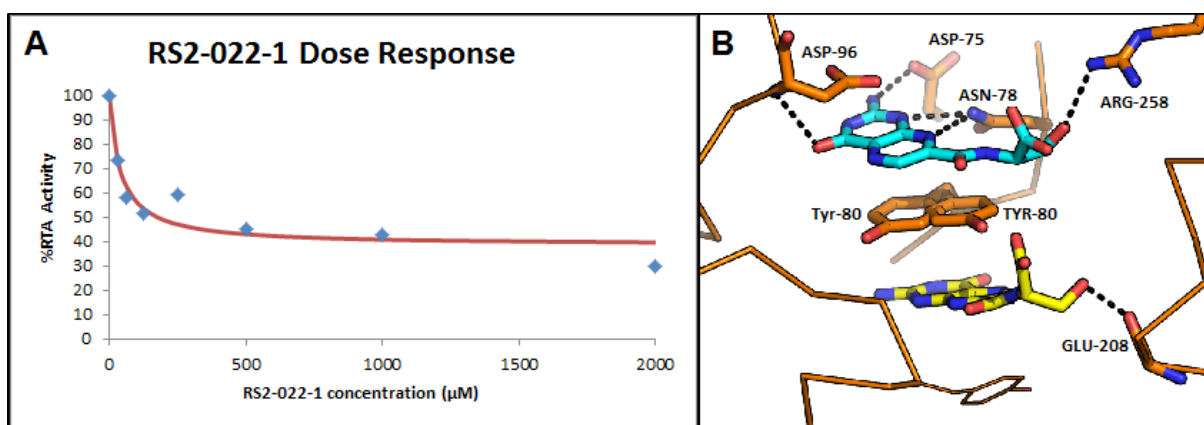 A
RS2-022-1 Dose Response
100
90
80
70
60
50
40
30
20
10
0
%RTA Activity
0
500
1000
1500
2000
RS2-022-1 concentration (µM)
B
ASP-96
ASP-75
ASN-78
ARG-258
Tyr-80
TYR-80
GLU-208